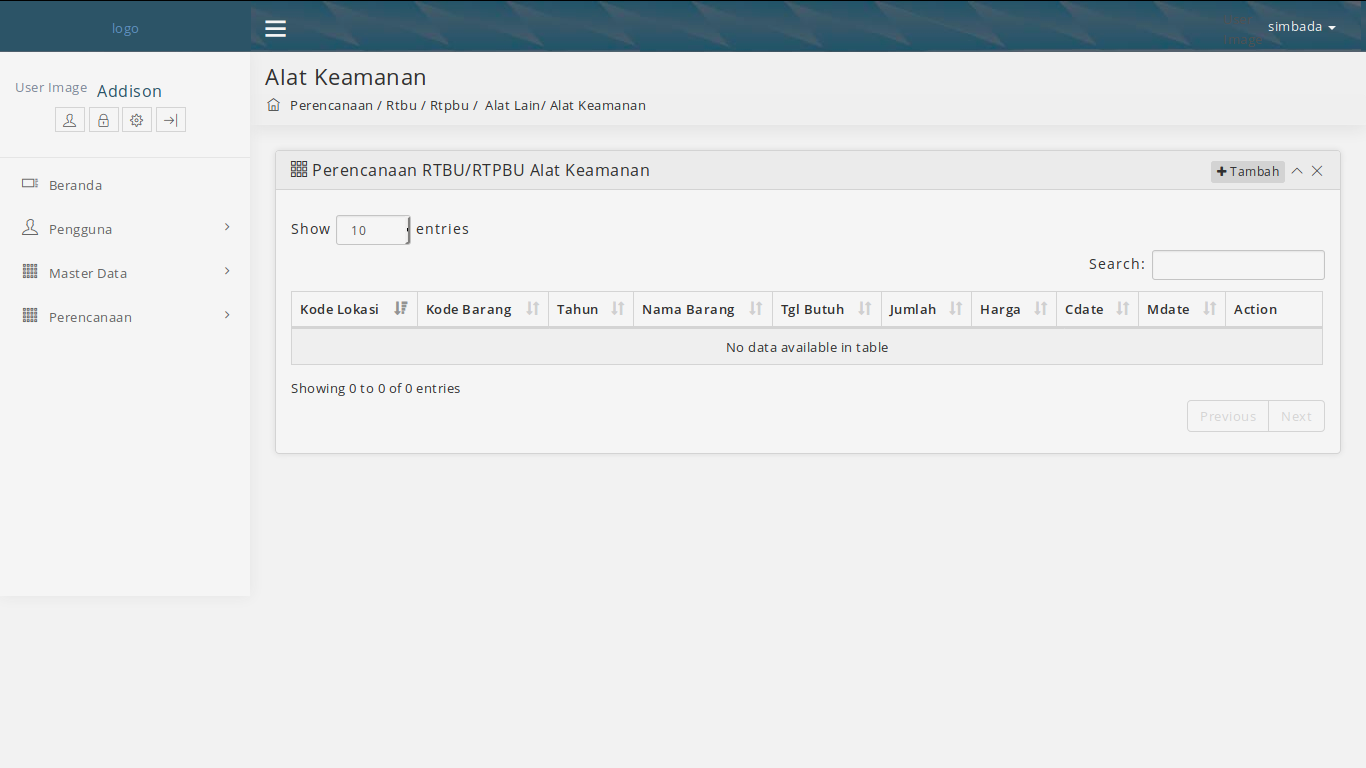 logo
simbada
User Image Addison
Beranda
Pengguna
Master Data
Perencanaan
Alat Keamanan
Perencanaan / Rtbu / Rtpbu / Alat Lain/ Alat Keamanan
Perencanaan RTBU/RTPBU Alat Keamanan
Tambah
Show 10 entries
Search:
Kode Lokasi Kode Barang Tahun Nama Barang Tgl Butuh Jumlah Harga Cdate Mdate Action
No data available in table
Showing 0 to 0 of 0 entries
Previous Next